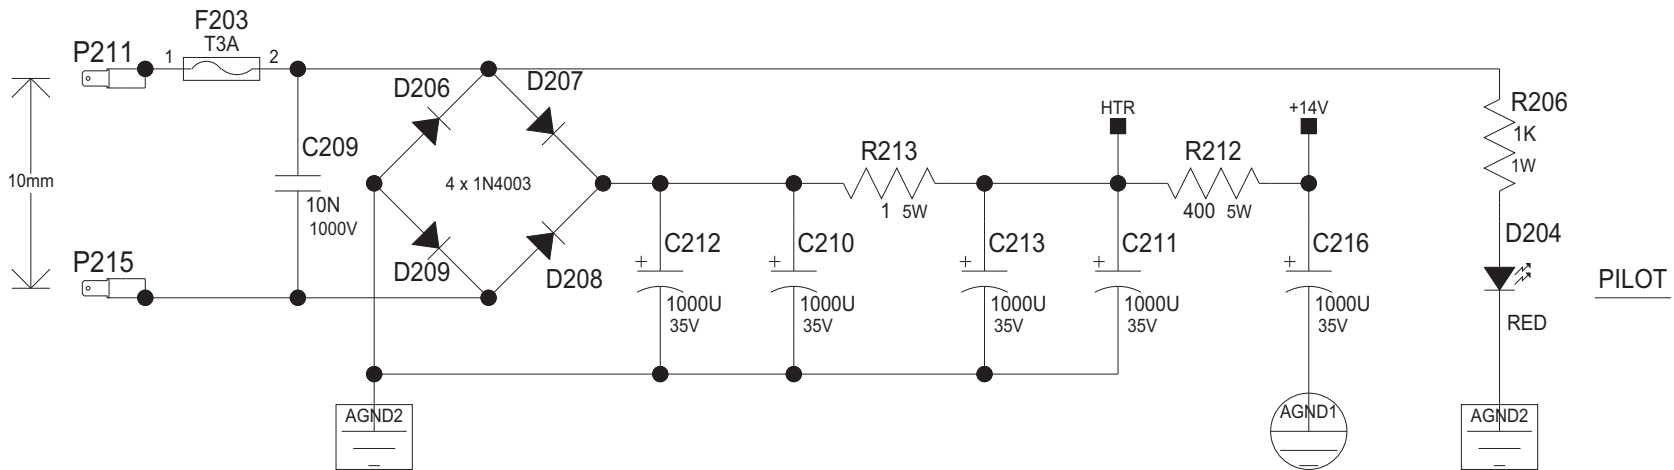 F203
T3A
P211
1
2
D206
D207
HTR
+14V
R206
1K
1W
C209
10N
1000V
10mm
4 x 1N4003
R213
1 5W
R212
400 5W
P215
D209
D208
+
C212
1000U
35V
+
C210
1000U
35V
+
C213
1000U
35V
+
C211
1000U
35V
+
C216
1000U
35V
D204
RED
PILOT
AGND2
AGND1
AGND2